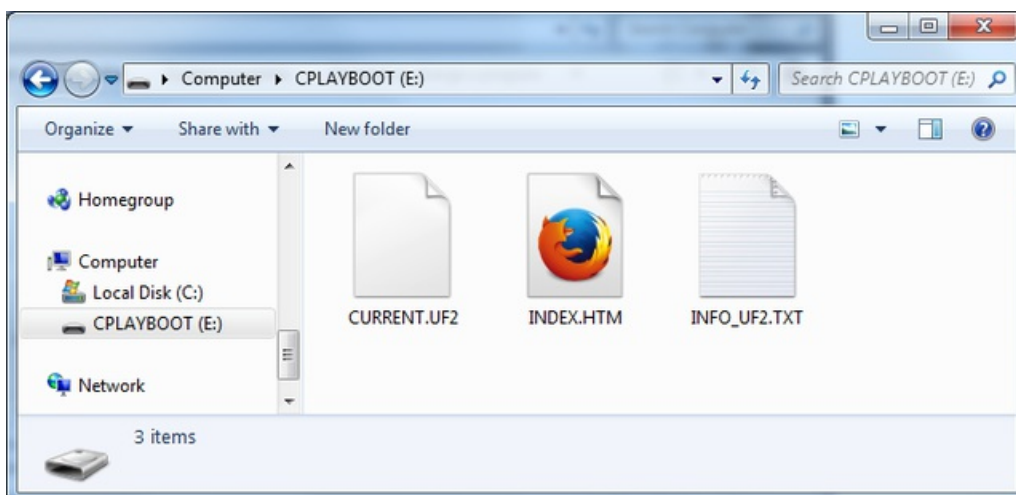 Computer CPLAYBOOT (E:)
Search CPLAYBOOT (E:)
Organize Share with New folder
Homegroup
Computer
Local Disk (C:)
CPLAYBOOT (E:)
Network
CURRENT.UF2
INDEX.HTM
INFO_UF2.TXT
3 items